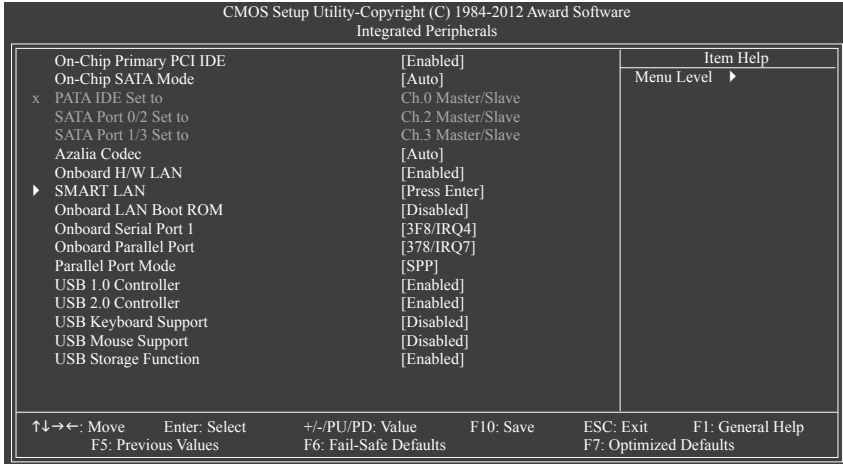 CMOS Setup Utility-Copyright (C) 1984-2012 Award Software
Integrated Peripherals
On-Chip Primary PCI IDE [Enabled]
On-Chip SATA Mode [Auto]
x PATA IDE Set to Ch.0 Master/Slave
SATA Port 0/2 Set to Ch.2 Master/Slave
SATA Port 1/3 Set to Ch.3 Master/Slave
Azalia Codec [Auto]
Onboard H/W LAN [Enabled]
SMART LAN [Press Enter]
Onboard LAN Boot ROM [Disabled]
Onboard Serial Port 1 [3F8/IRQ4]
Onboard Parallel Port [378/IRQ7]
Parallel Port Mode [SPP]
USB 1.0 Controller [Enabled]
USB 2.0 Controller [Enabled]
USB Keyboard Support [Disabled]
USB Mouse Support [Disabled]
USB Storage Function [Enabled]
Item Help
Menu Level
↑↓→←: Move Enter: Select +/-/PU/PD: Value F10: Save ESC: Exit F1: General Help
F5: Previous Values F6: Fail-Safe Defaults F7: Optimized Defaults